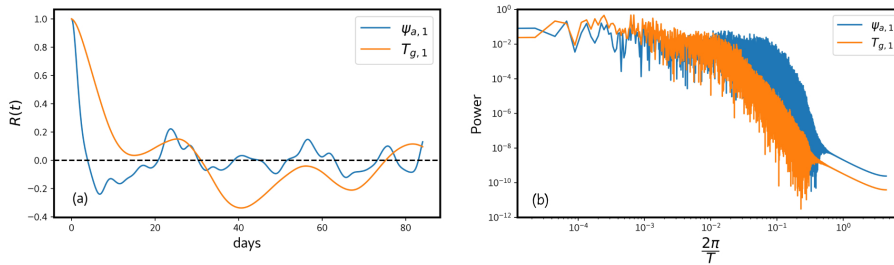 1.0
0.8
0.6
0.4
0.2
0.0
−0.2
−0.4
R(t)
ψa,1
Tg,1
(a)
0 20 40 60 80
days
10^0
10^−2
10^−4
10^−6
10^−8
10^−10
10^−12
Power
ψa,1
Tg,1
(b)
10^−4 10^−3 10^−2 10^−1 10^0
2π
T